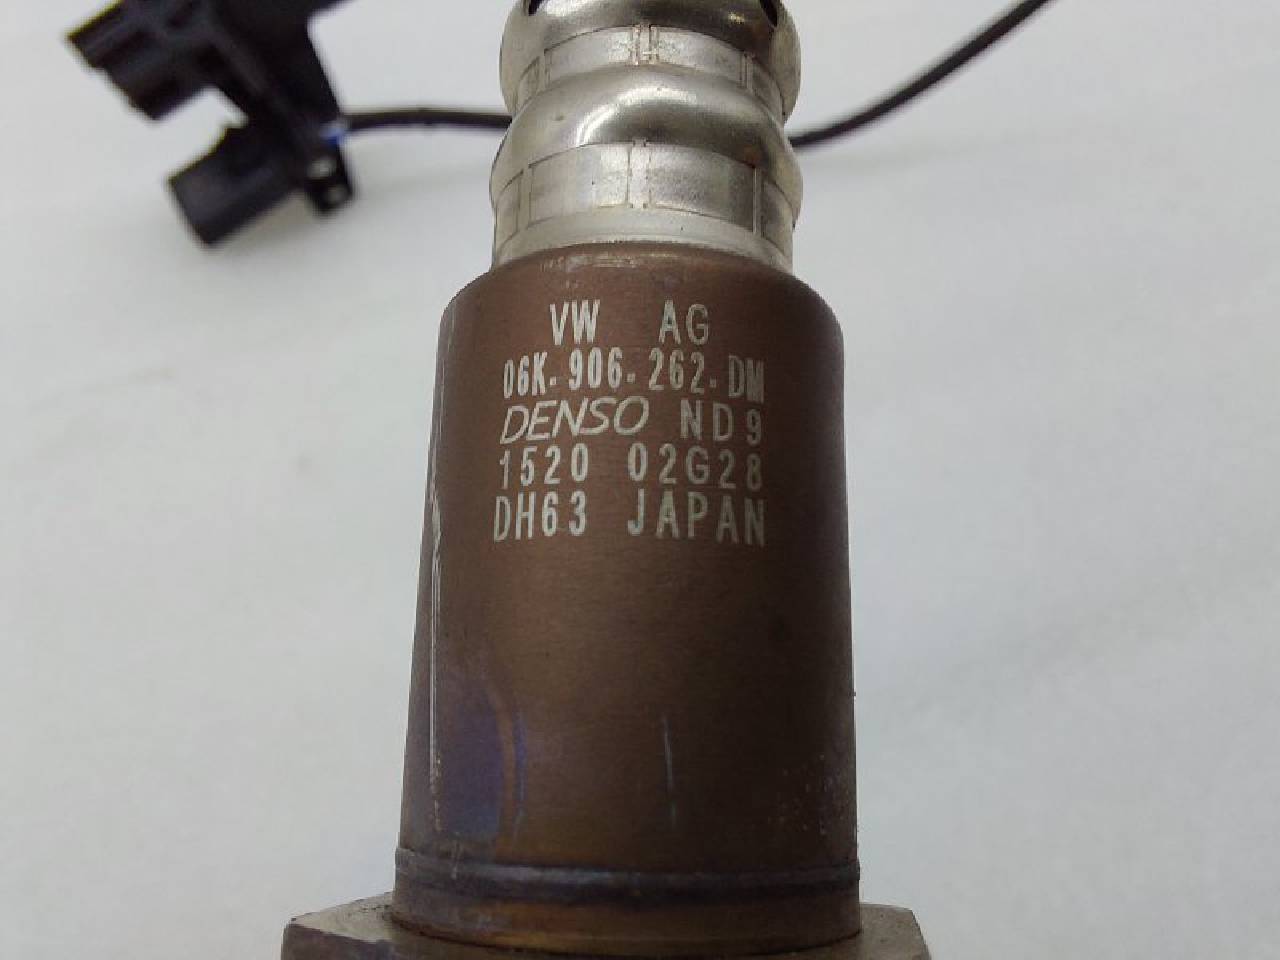 VW AG
06K.906.262.DM
DENSO ND9
1520 02G28
DH63 JAPAN